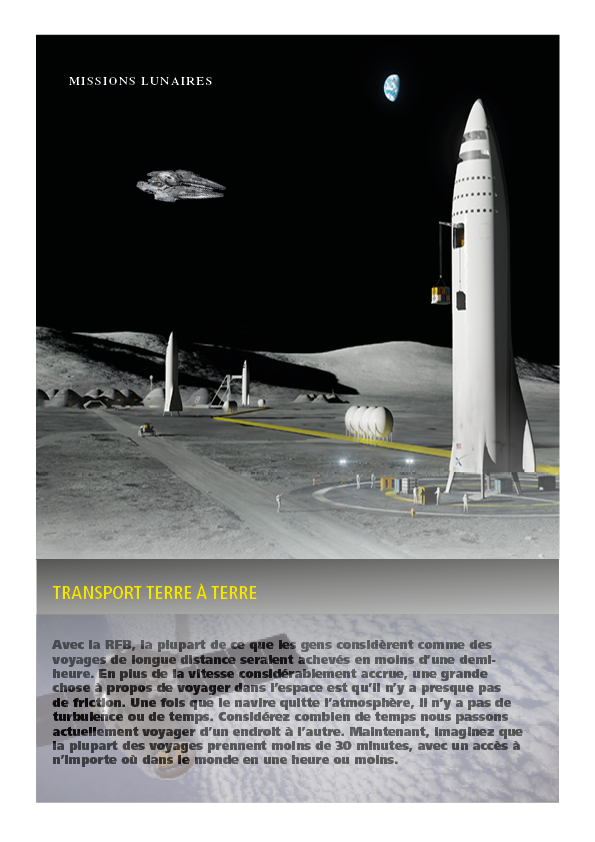 MISSIONS LUNAIRES
TRANSPORT TERRE À TERRE
Avec la RFB, la plupart de ce que les gens considèrent comme des
voyages de longue distance seraient achevés en moins d’une demi-
heure. En plus de la vitesse considérablement accrue, une grande
chose à propos de voyager dans l’espace est qu’il n’y a presque pas
de friction. Une fois que le navire quitte l’atmosphère, il n’y a pas de
turbulence ou de temps. Considérez combien de temps nous passons
actuellement voyager d’un endroit à l’autre. Maintenant, imaginez que
la plupart des voyages prennent moins de 30 minutes, avec un accès à
n’importe où dans le monde en une heure ou moins.